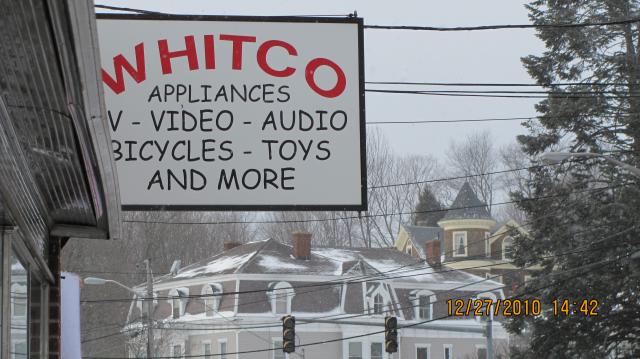 WHITCO
APPLIANCES
V - VIDEO - AUDIO
BICYCLES - TOYS
AND MORE
12/27/2010 14:42